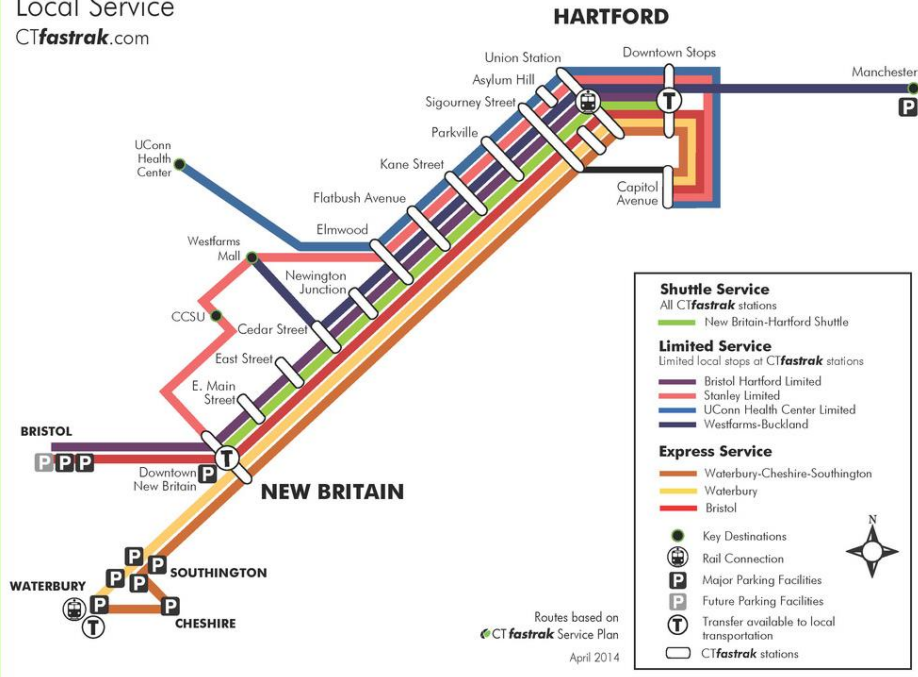 Local Service
CTfastrak.com
HARTFORD
Union Station
Downtown Stops
Asylum Hill
Manchester
Sigourney Street
P
T
Parkville
UConn
Health
Center
Kane Street
Capitol
Avenue
Flatbush Avenue
Elmwood
Westfarms
Mall
Newington
Junction
CCSU
Cedar Street
East Street
E. Main
Street
BRISTOL
P P P
T
Downtown
New Britain
P
NEW BRITAIN
P
P
P
P
SOUTHINGTON
WATERBURY
P
P
T
CHESHIRE
Routes based on
CTfastrak Service Plan
April 2014
Shuttle Service
All CTfastrak stations
New Britain-Hartford Shuttle
Limited Service
Limited local stops at CTfastrak stations
Bristol Hartford Limited
Stanley Limited
UConn Health Center Limited
Westfarms-Buckland
Express Service
Waterbury-Cheshire-Southington
Waterbury
Bristol
N
Key Destinations
Rail Connection
P Major Parking Facilities
P Future Parking Facilities
T Transfer available to local
transportation
CTfastrak stations